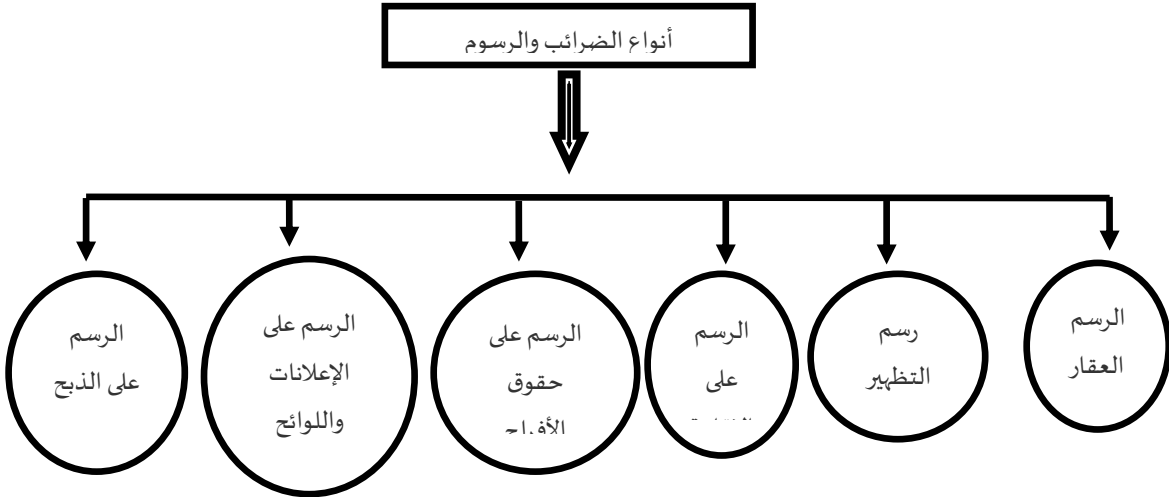 أنواع الضرائب والرسوم
الرسم
العقار
رسم
التظهير
الرسم
على
الرسم على
حقوق
الأفراح
الرسم على
الإعلانات
واللوائح
الرسم
على الذبح